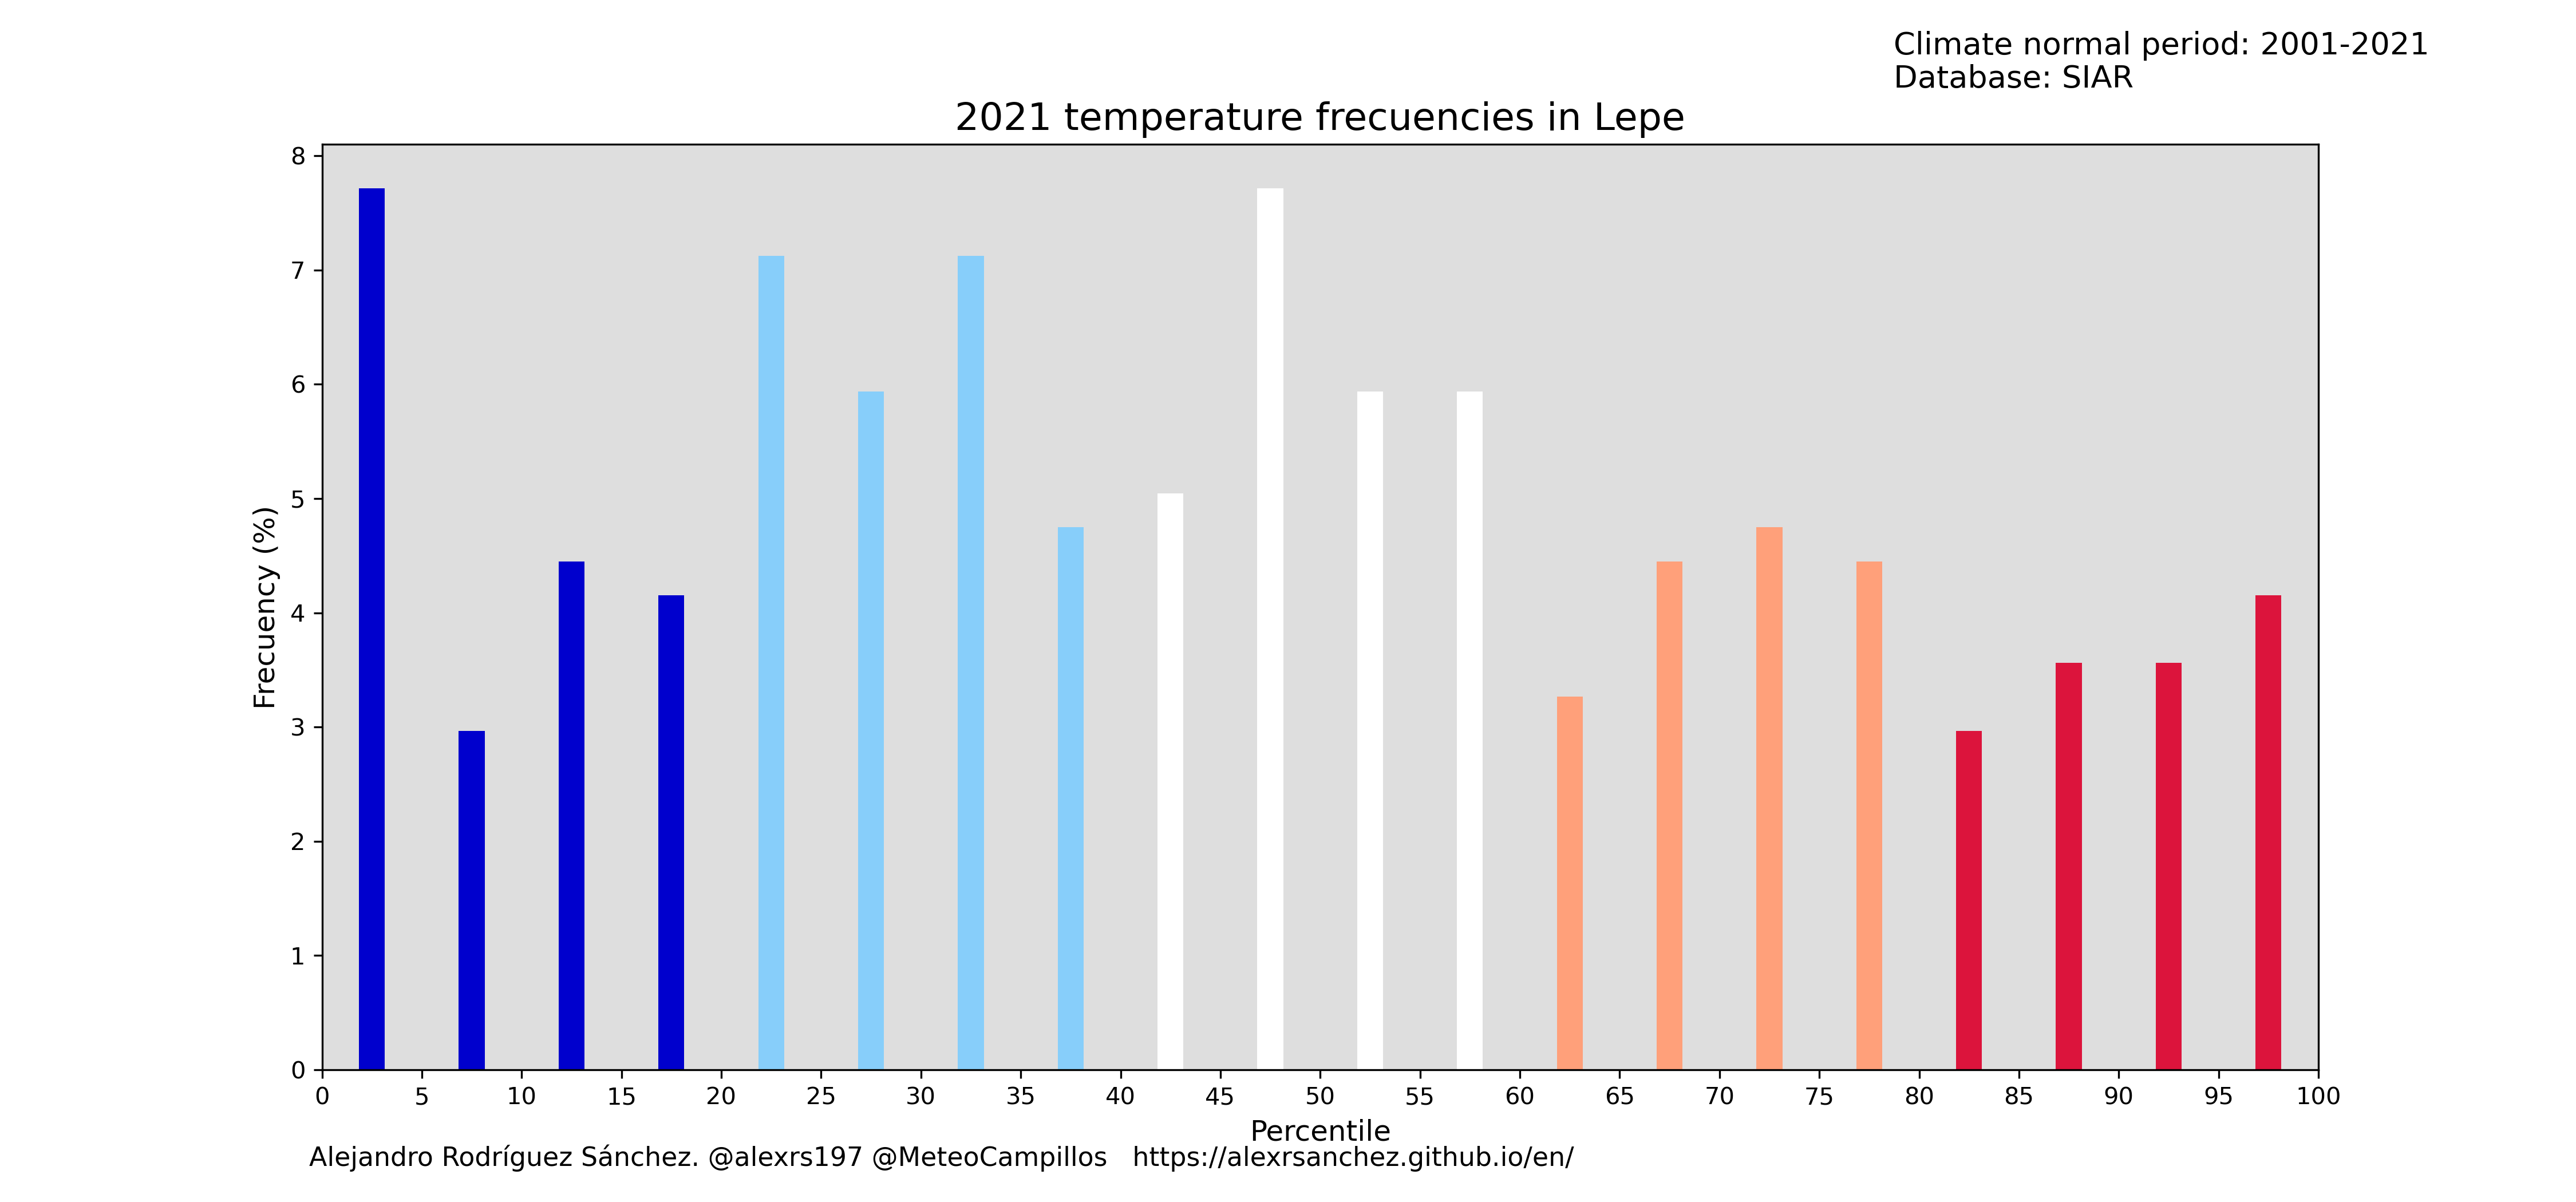 Climate normal period: 2001-2021
Database: SIAR
2021 temperature frecuencies in Lepe
8
7
6
5
4
3
2
1
0
Frecuency (%)
0 5 10 15 20 25 30 35 40 45 50 55 60 65 70 75 80 85 90 95 100
Percentile
Alejandro Rodríguez Sánchez. @alexrs197 @MeteoCampillos https://alexrsanchez.github.io/en/